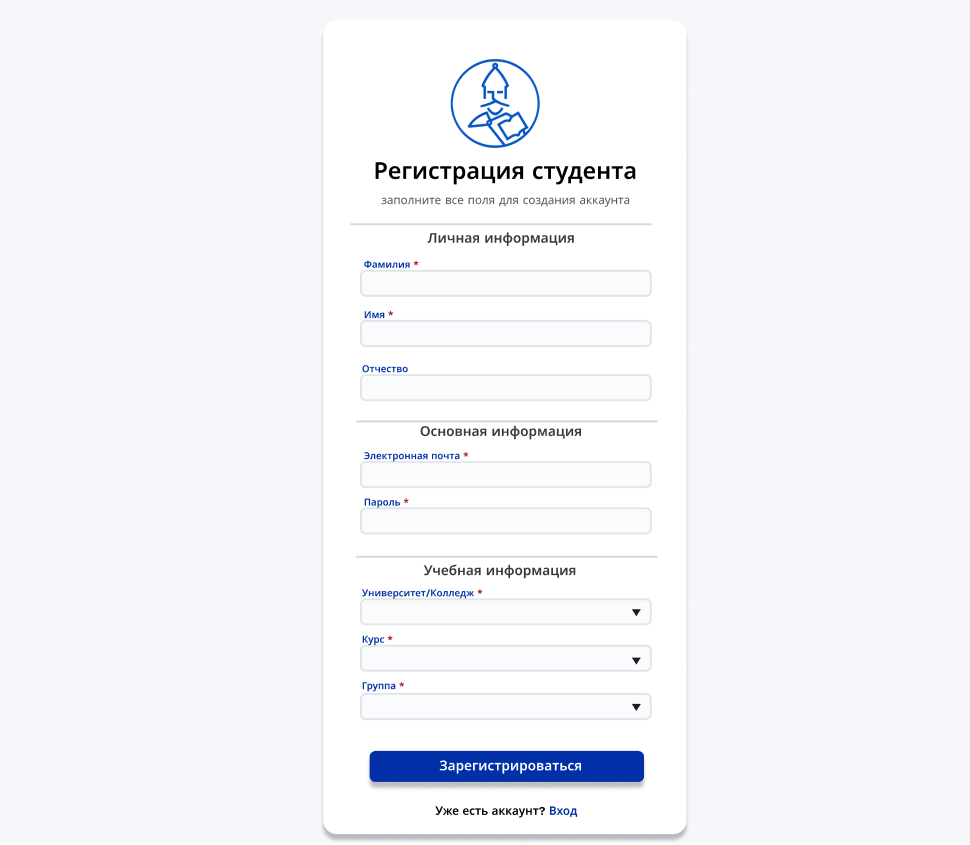 Регистрация студента
заполните все поля для создания аккаунта
Личная информация
Фамилия *
Имя *
Отчество
Основная информация
Электронная почта *
Пароль *
Учебная информация
Университет/Колледж *
Курс *
Группа *
Зарегистрироваться
Уже есть аккаунт? Вход